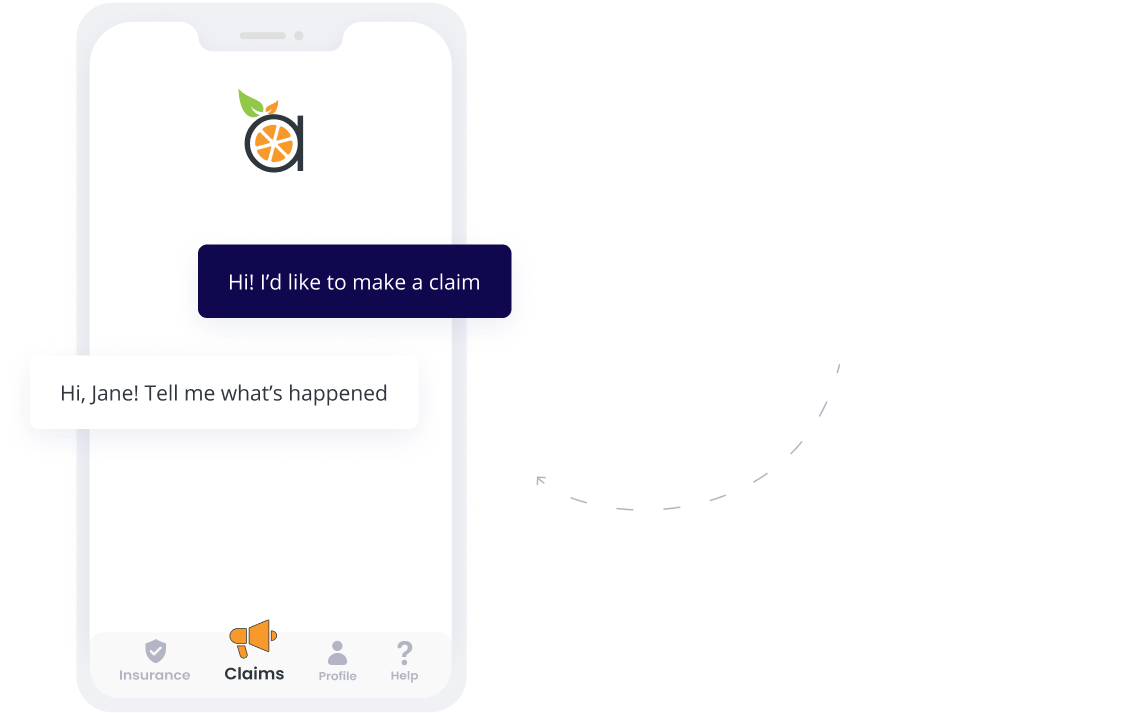 Hi! I’d like to make a claim
Hi, Jane! Tell me what’s happened
Insurance
Claims
Profile
Help